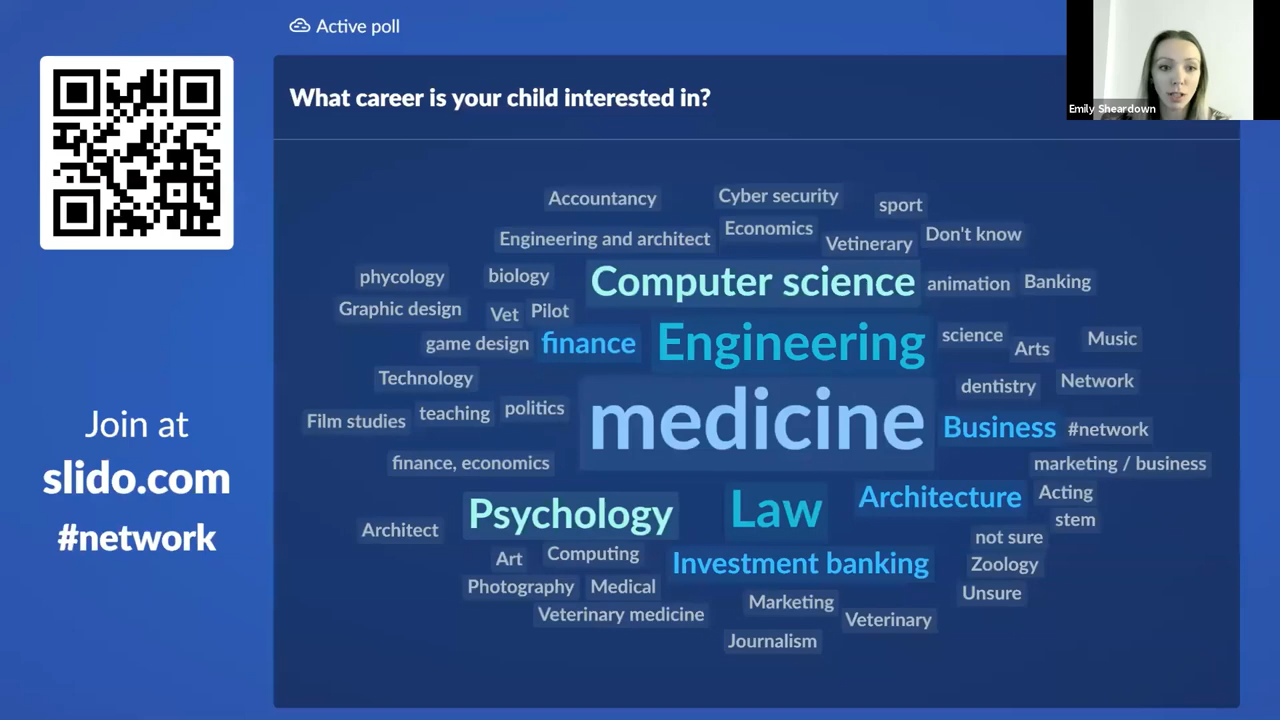 Active poll
What career is your child interested in?
Emily Sheardown
Join at
slido.com
#network
Accountancy
Cyber security
sport
Engineering and architect
Economics
Vetinerary
Don't know
phycology
biology
Computer science
animation
Banking
Graphic design
Vet
Pilot
game design
finance
Engineering
science
Arts
Music
Technology
dentistry
Network
Film studies
teaching
politics
medicine
Business
#network
finance, economics
marketing / business
Architect
Psychology
Law
Architecture
Acting
stem
not sure
Art
Computing
Investment banking
Zoology
Photography
Medical
Unsure
Veterinary medicine
Marketing
Veterinary
Journalism